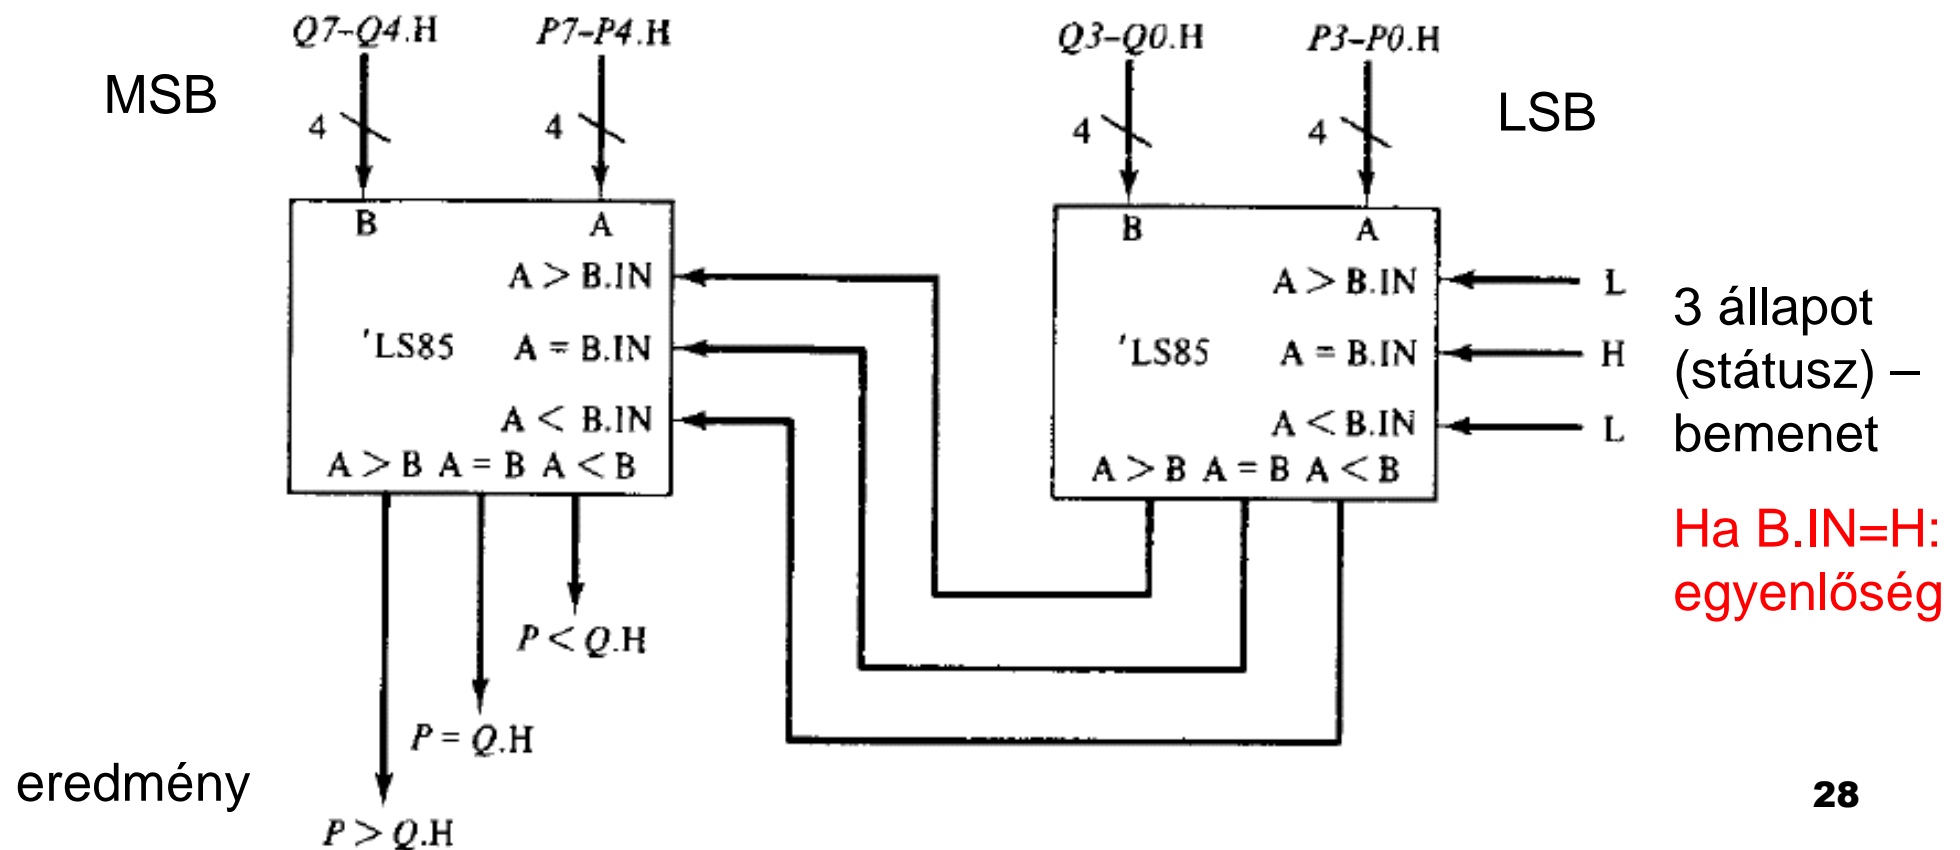 Q7–Q4.H P7–P4.H Q3–Q0.H P3–P0.H
MSB LSB
4 4 4 4
B A B A
A > B.IN A > B.IN L
'LS85 A = B.IN 'LS85 A = B.IN H
A < B.IN A < B.IN L
A > B A = B A < B A > B A = B A < B
3 állapot
(státusz) –
bemenet
Ha B.IN=H:
egyenlőség
P < Q.H
P = Q.H
eredmény
P > Q.H
28